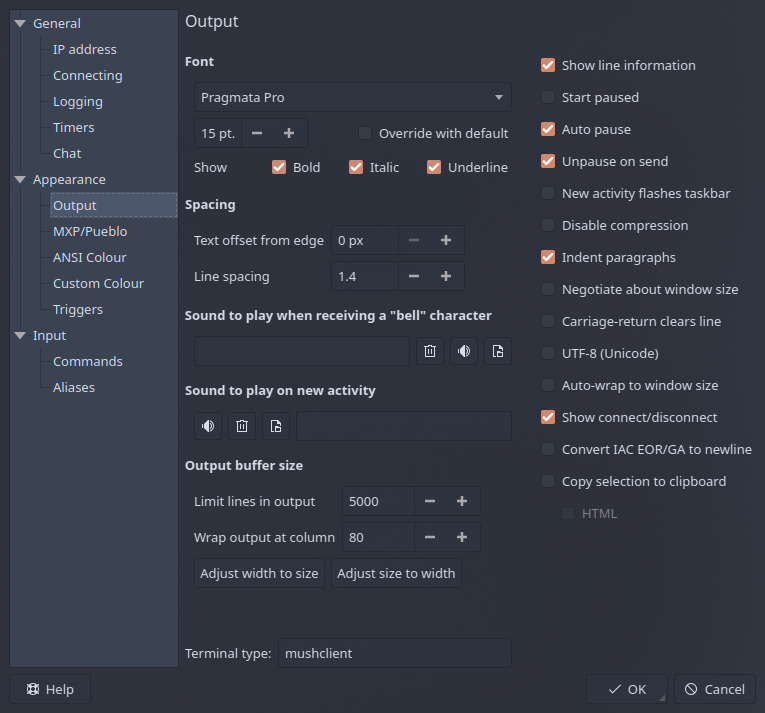 General
IP address
Connecting
Logging
Timers
Chat
Appearance
Output
MXP/Pueblo
ANSI Colour
Custom Colour
Triggers
Input
Commands
Aliases
Output
Font
Pragmata Pro
15 pt. Override with default
Show Bold Italic Underline
Spacing
Text offset from edge 0 px
Line spacing 1.4
Sound to play when receiving a "bell" character
Sound to play on new activity
Output buffer size
Limit lines in output 5000
Wrap output at column 80
Adjust width to size Adjust size to width
Terminal type: mushclient
Show line information
Start paused
Auto pause
Unpause on send
New activity flashes taskbar
Disable compression
Indent paragraphs
Negotiate about window size
Carriage-return clears line
UTF-8 (Unicode)
Auto-wrap to window size
Show connect/disconnect
Convert IAC EOR/GA to newline
Copy selection to clipboard
HTML
Help OK Cancel